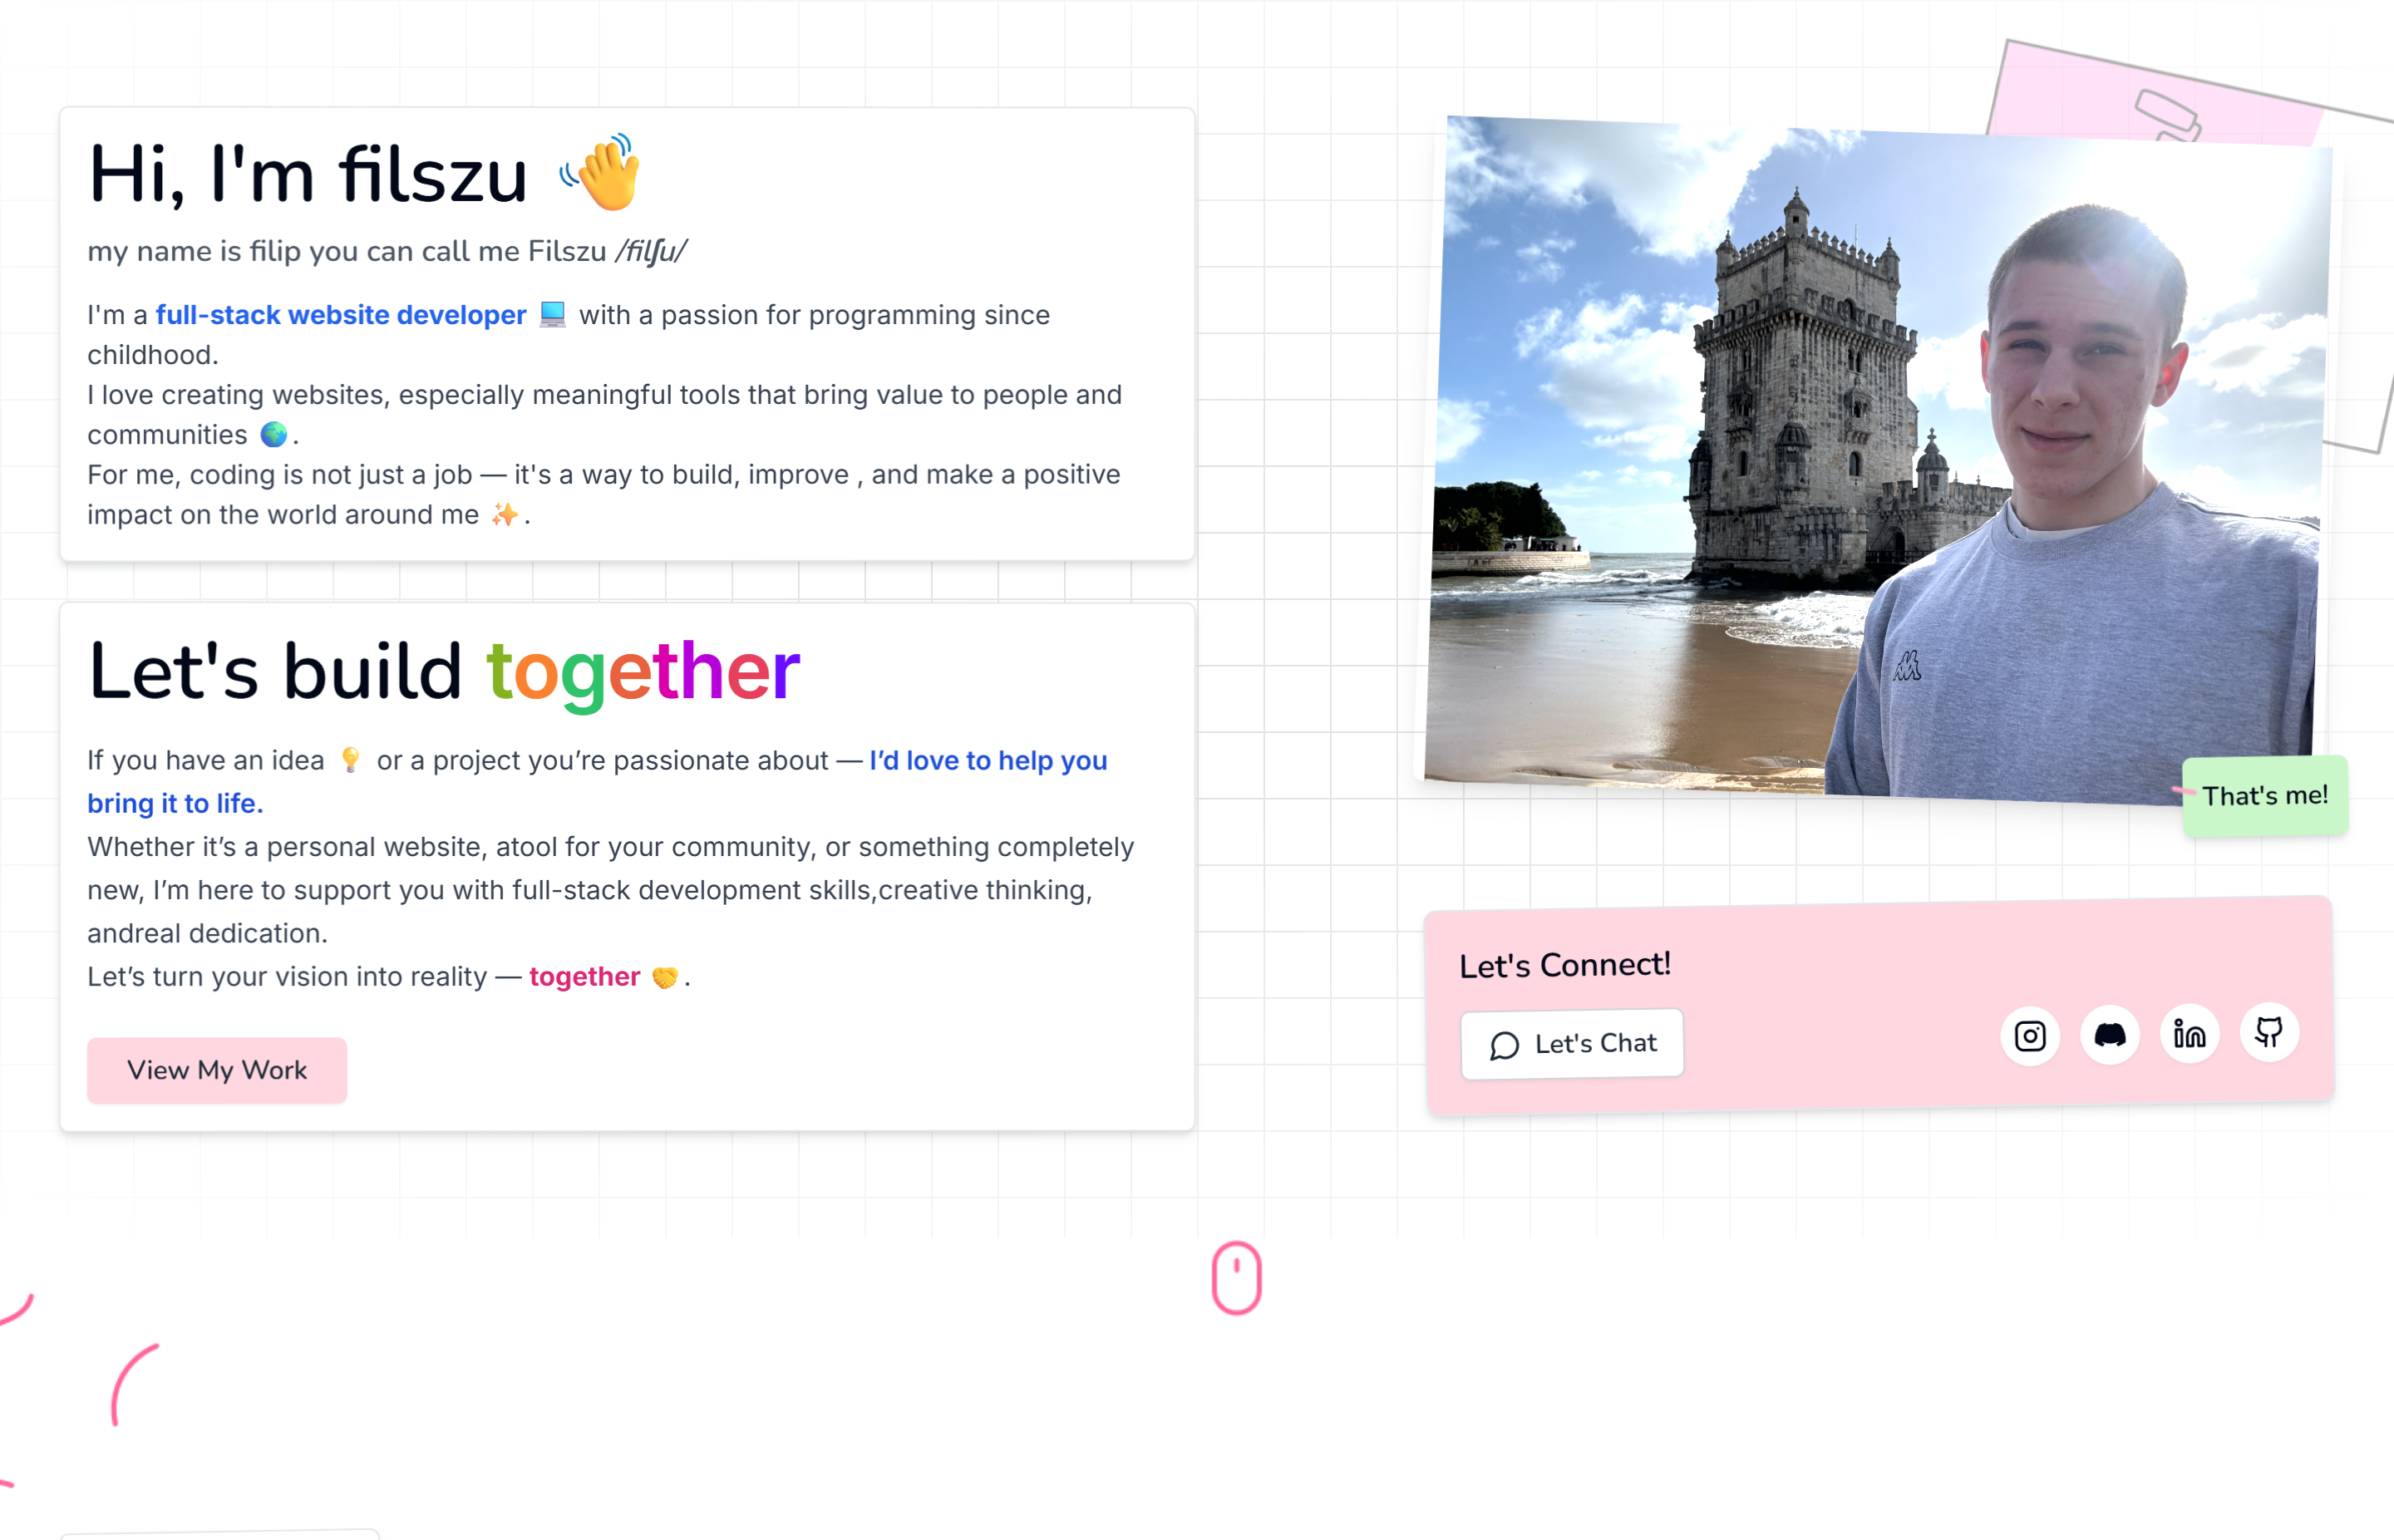 Hi, I'm filszu 👋
my name is filip you can call me Filszu /filʃu/
I'm a full-stack website developer 💻 with a passion for programming since
childhood.
I love creating websites, especially meaningful tools that bring value to people and
communities 🌍.
For me, coding is not just a job — it's a way to build, improve , and make a positive
impact on the world around me ✨.
Let's build together
If you have an idea 💡 or a project you’re passionate about — I’d love to help you
bring it to life.
Whether it’s a personal website, atool for your community, or something completely
new, I’m here to support you with full-stack development skills,creative thinking,
andreal dedication.
Let’s turn your vision into reality — together 🤝.
View My Work
That's me!
Let's Connect!
Let's Chat